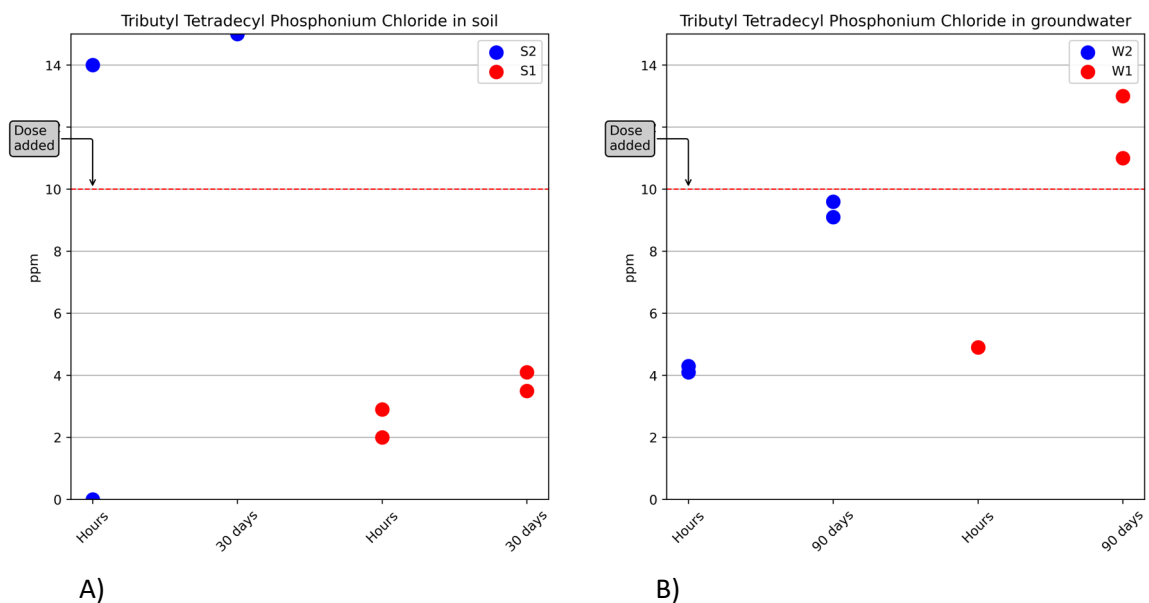 Tributyl Tetradecyl Phosphonium Chloride in soil
S2
S1
14
Dose
added
10
8
6
4
2
0
ppm
Hours
30 days
Hours
30 days
A)
Tributyl Tetradecyl Phosphonium Chloride in groundwater
W2
W1
14
Dose
added
10
8
6
4
2
0
ppm
Hours
90 days
Hours
90 days
B)